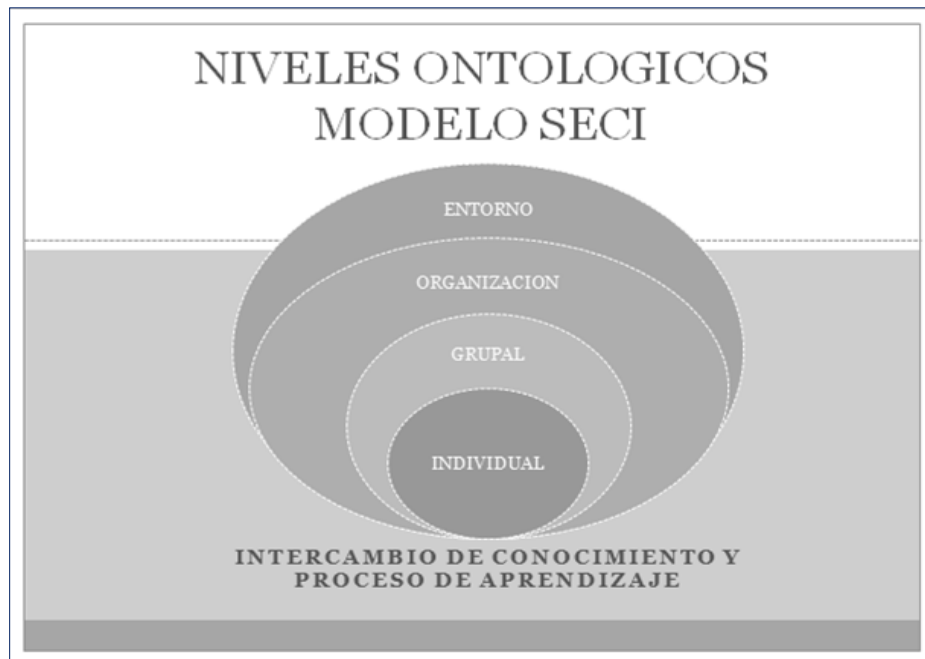 NIVELES ONTOLOGICOS
MODELO SECI
ENTORNO
ORGANIZACION
GRUPAL
INDIVIDUAL
INTERCAMBIO DE CONOCIMIENTO Y
PROCESO DE APRENDIZAJE